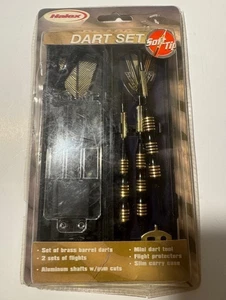 Halex
DART SET
Soft Tip
• Set of brass barrel darts
• 2 sets of flights
• Aluminum shafts w/gum sets
• Mini dart tool
• Flight protectors
• Slim carry case